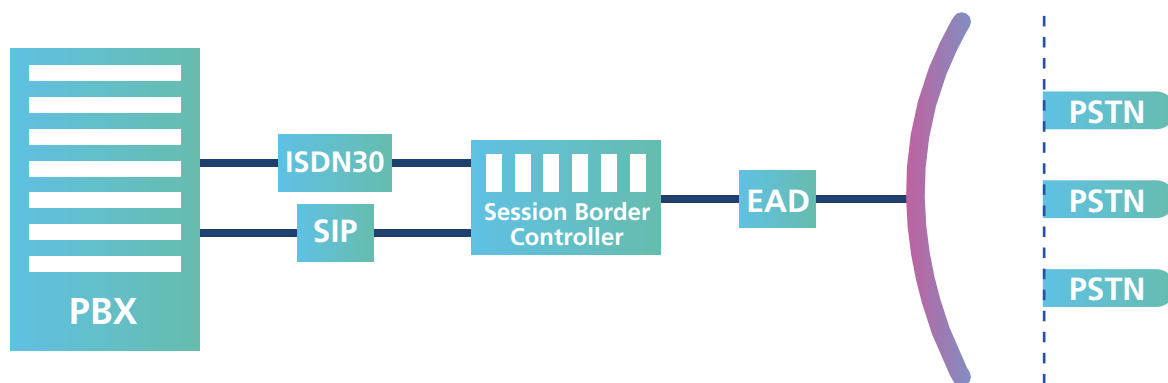 PBX
ISDN30
SIP
Session Border
Controller
EAD
PSTN
PSTN
PSTN